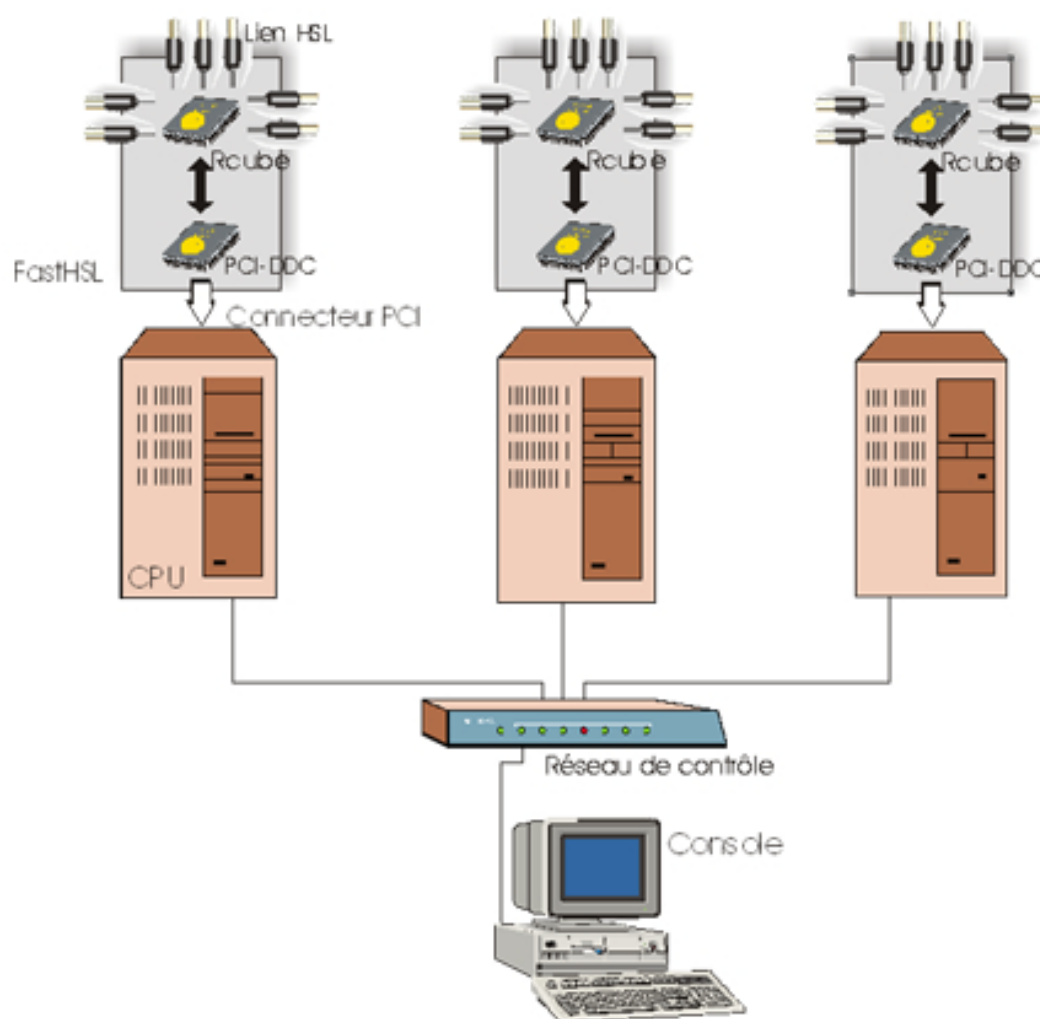 Lien HSL
Rcube
Rcube
Rcube
PCI-DDC
PCI-DDC
PCI-DDC
FastHSL
Connecteur PCI
CPU
Réseau de contrôle
Console